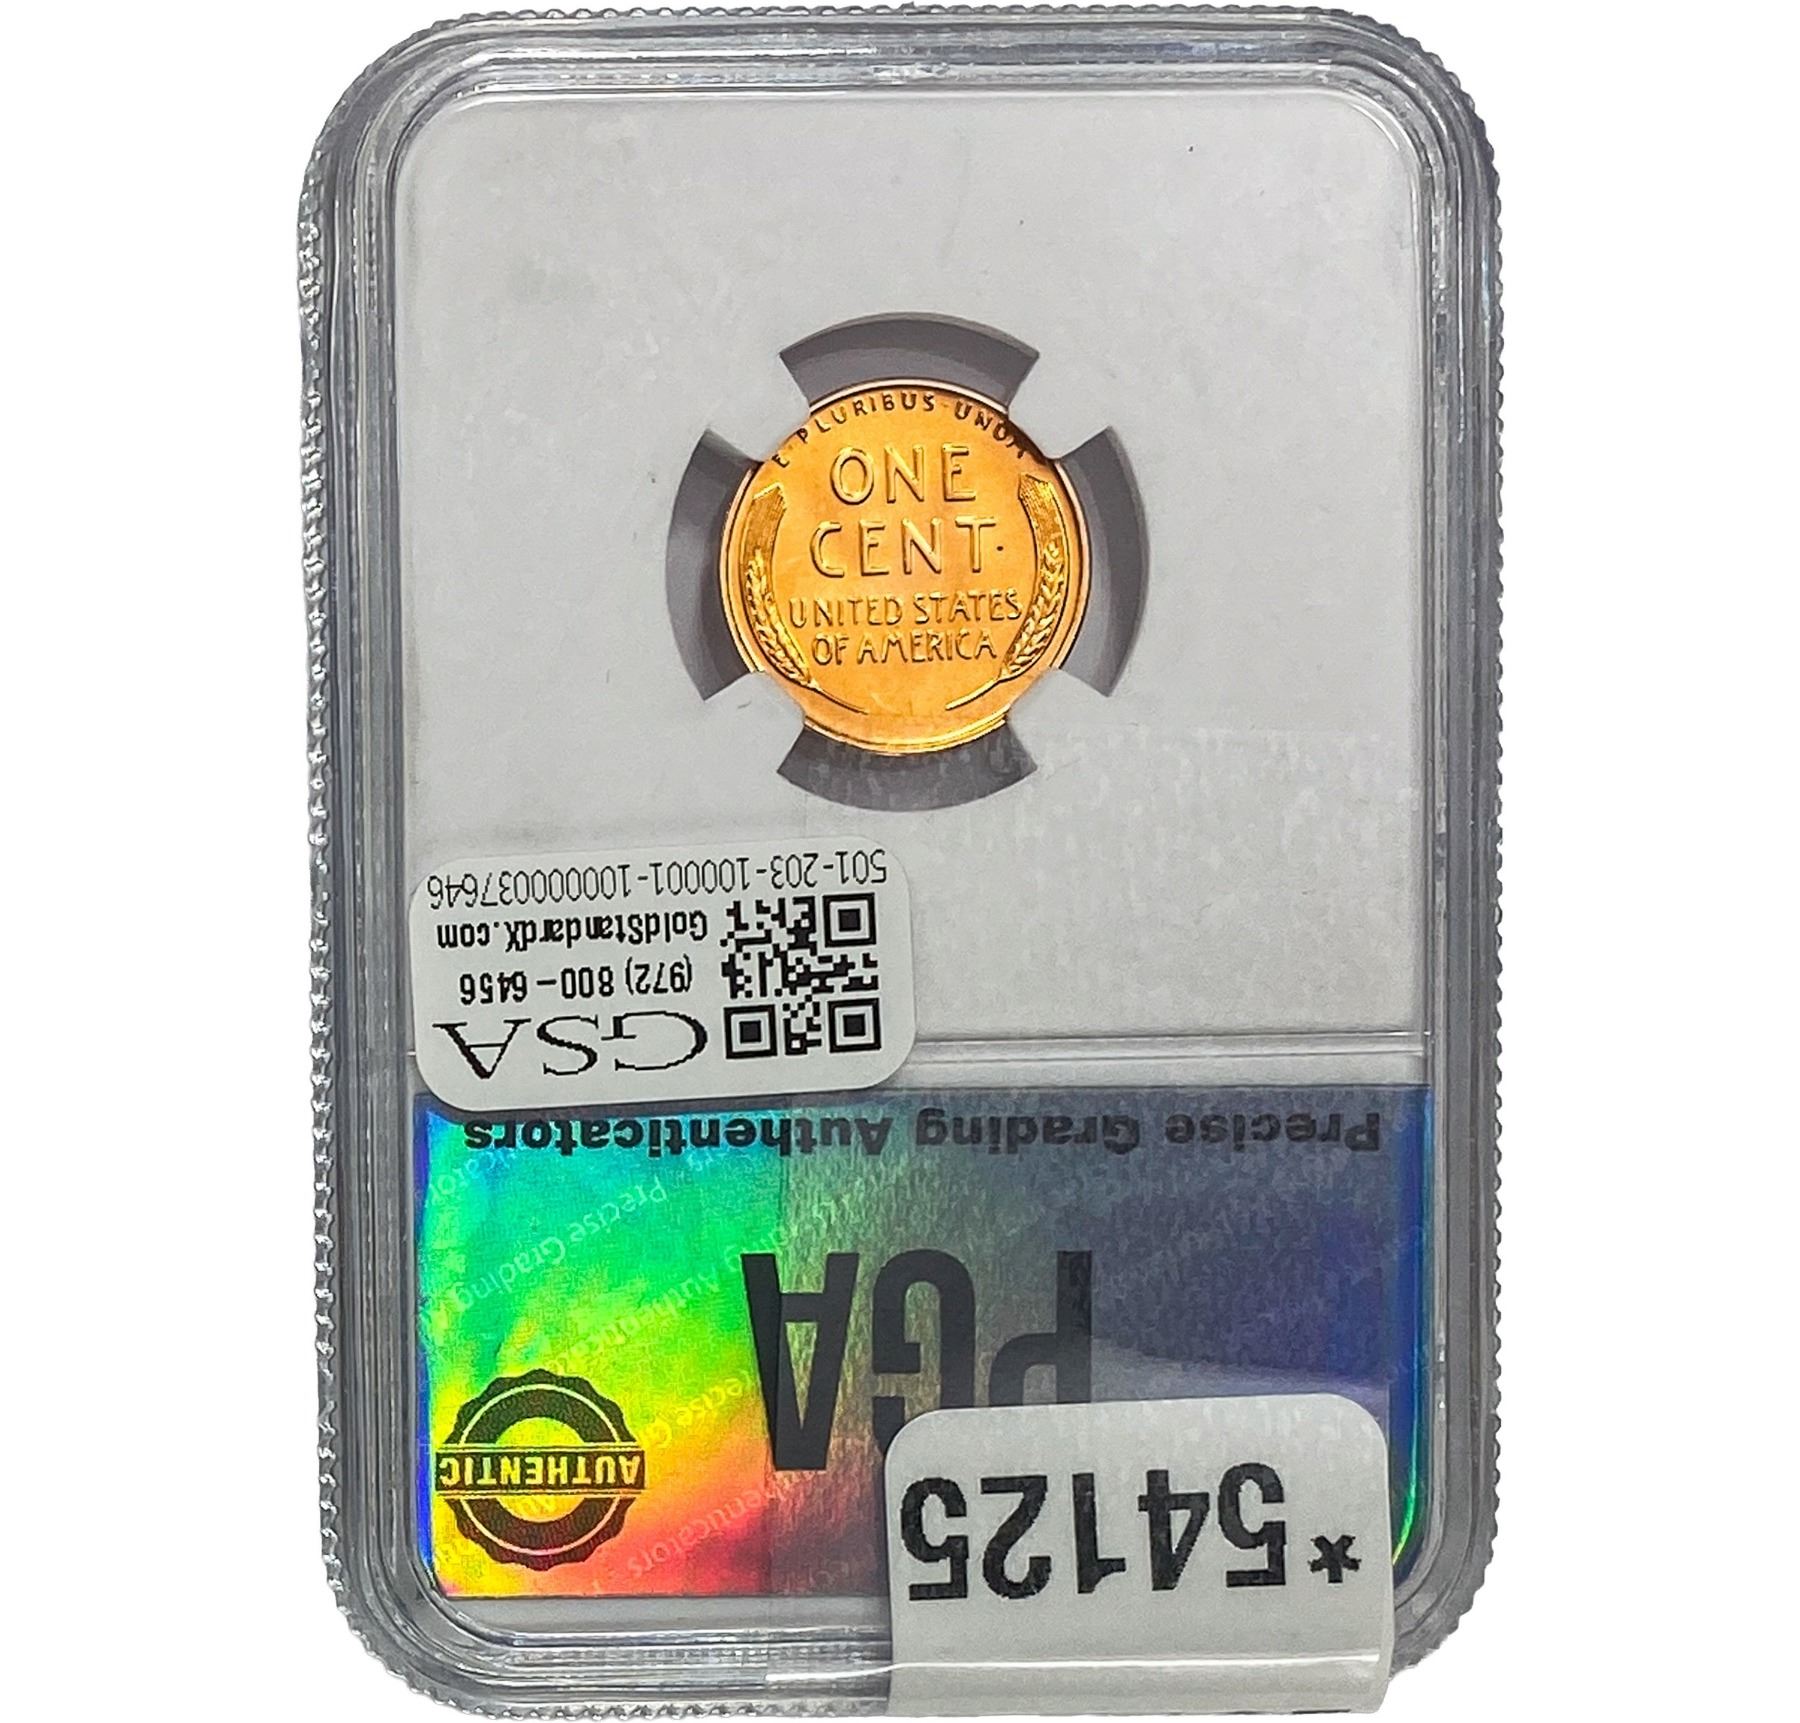 E·PLURIBUS·UNUM
ONE
CENT
UNITED STATES
OF AMERICA
501-203-100001-100000037646
GoldStandardX.com
(972) 800-6456
GSA
Precise Grading Authenticators
PGA
AUTHENTIC
*54125